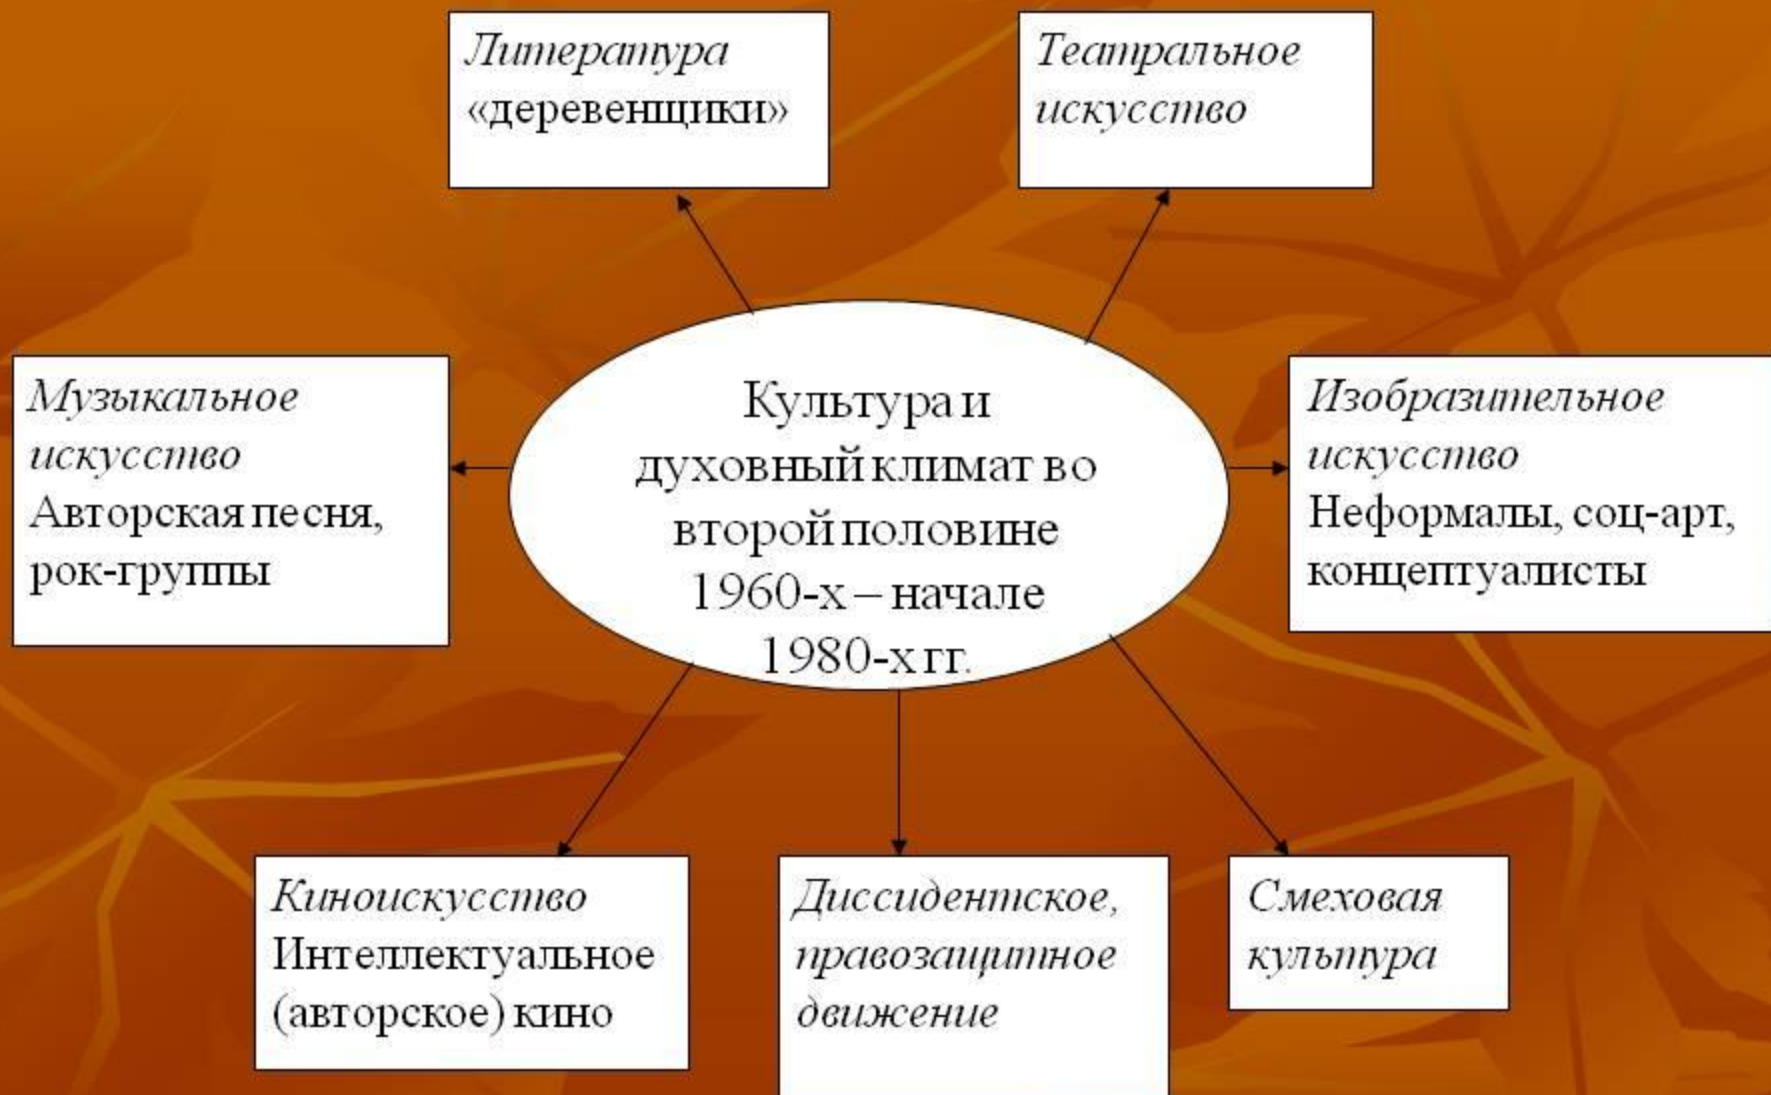 Литература
«деревенщики»
Театральное
искусство
Музыкальное
искусство
Авторская песня,
рок-группы
Культура и
духовный климат во
второй половине
1960-х – начале
1980-х гг.
Изобразительное
искусство
Неформалы, соц-арт,
концептуалисты
Киноискусство
Интеллектуальное
(авторское) кино
Диссидентское,
правозащитное
движение
Смеховая
культура